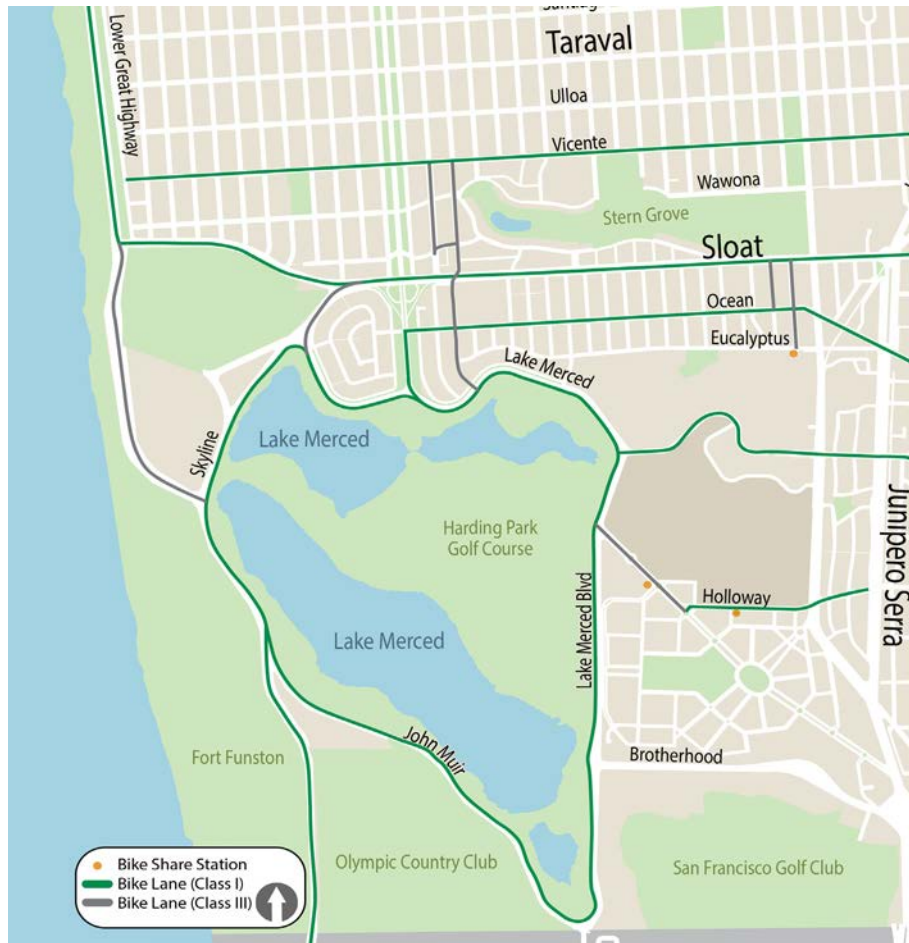 Taraval
Lower Great Highway
Ulloa
Vicente
Wawona
Stern Grove
Sloat
Ocean
Eucalyptus
Lake Merced
Lake Merced
Skyline
Harding Park
Golf Course
Junipero Serra
Holloway
Lake Merced Blvd
Lake Merced
John Muir
Brotherhood
Fort Funston
Olympic Country Club
San Francisco Golf Club
Bike Share Station
Bike Lane (Class I)
Bike Lane (Class III)